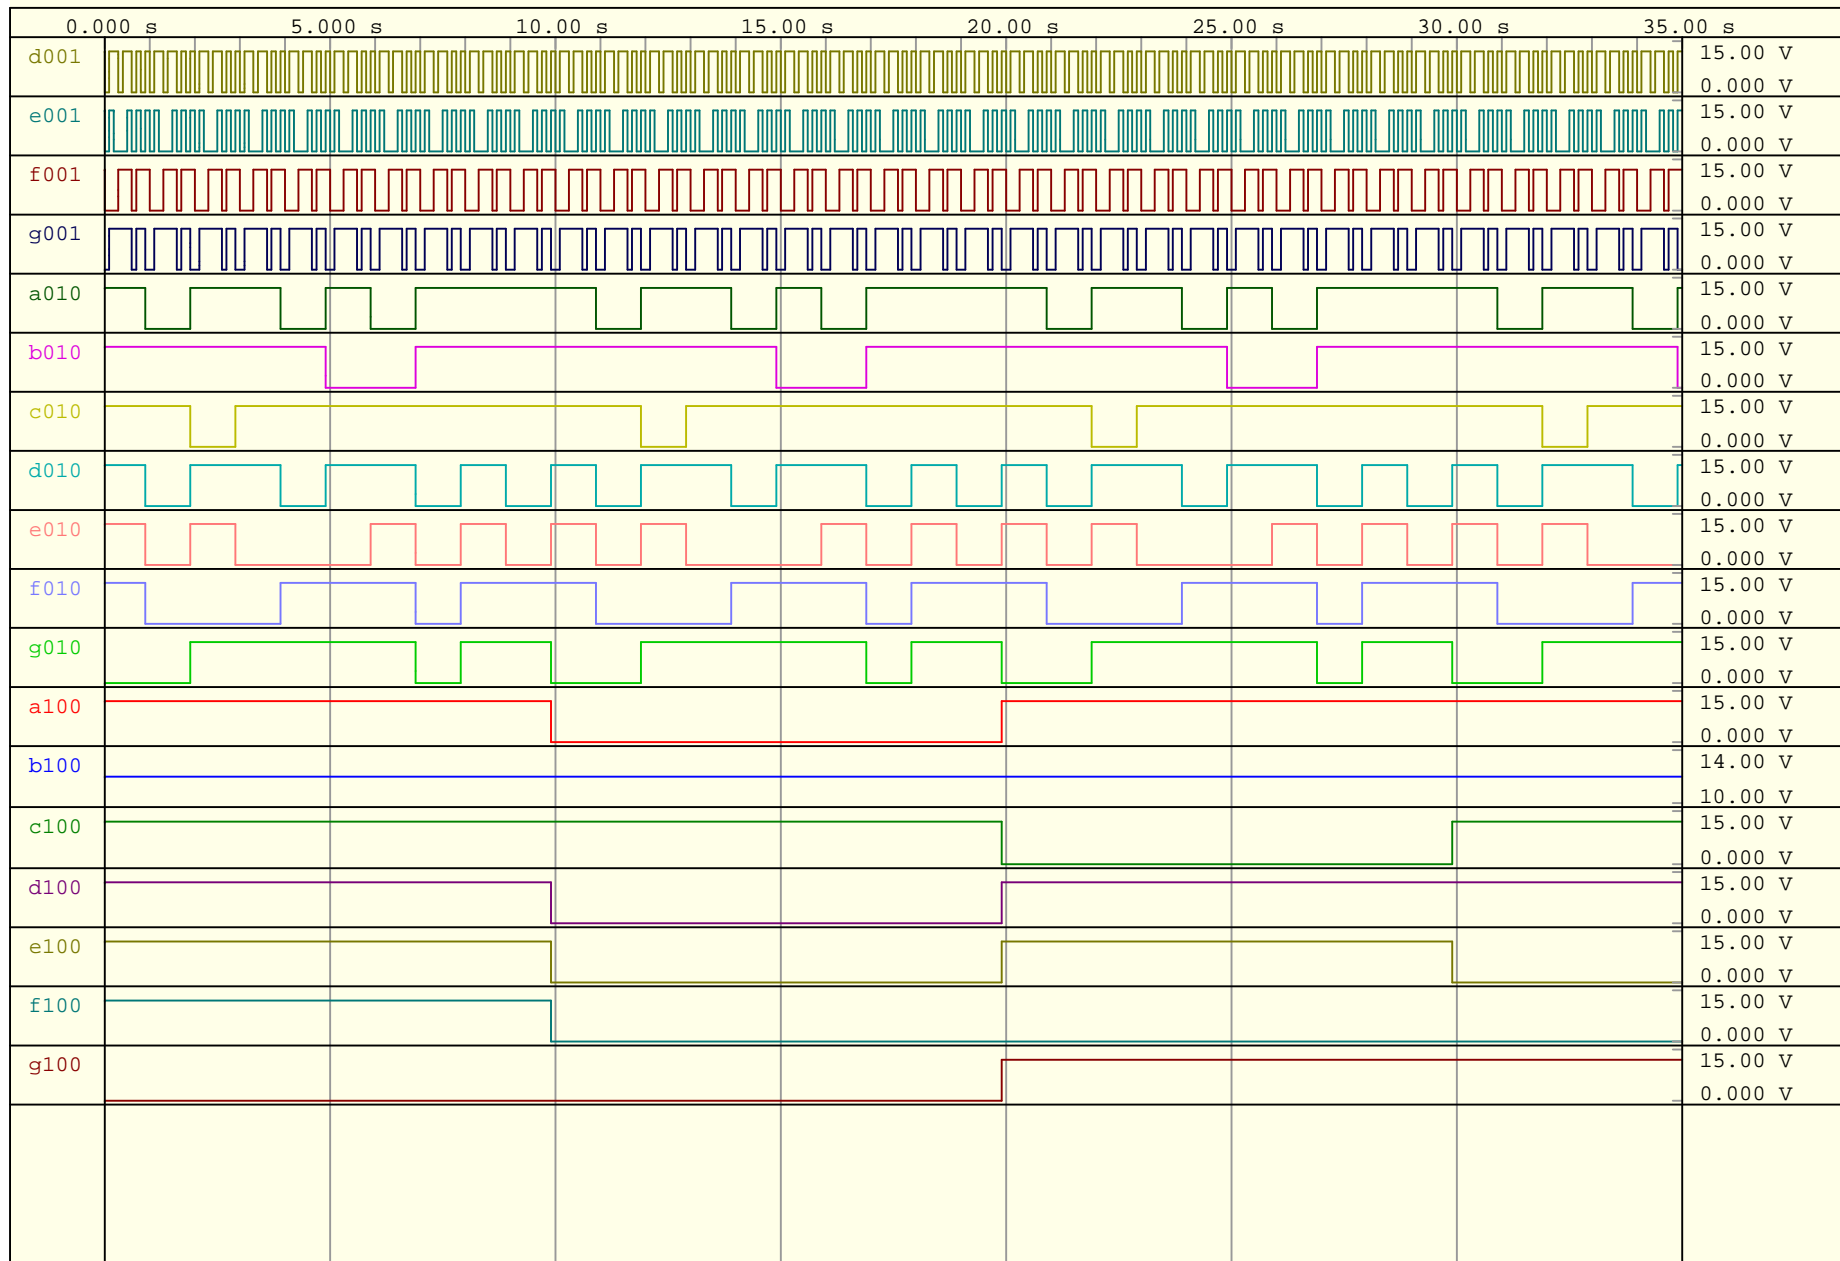 0.000 s 5.000 s 10.00 s 15.00 s 20.00 s 25.00 s 30.00 s 35.00 s
d001 15.00 V
0.000 V
e001 15.00 V
0.000 V
f001 15.00 V
0.000 V
g001 15.00 V
0.000 V
a010 15.00 V
0.000 V
b010 15.00 V
0.000 V
c010 15.00 V
0.000 V
d010 15.00 V
0.000 V
e010 15.00 V
0.000 V
f010 15.00 V
0.000 V
g010 15.00 V
0.000 V
a100 15.00 V
0.000 V
b100 14.00 V
10.00 V
c100 15.00 V
0.000 V
d100 15.00 V
0.000 V
e100 15.00 V
0.000 V
f100 15.00 V
0.000 V
g100 15.00 V
0.000 V